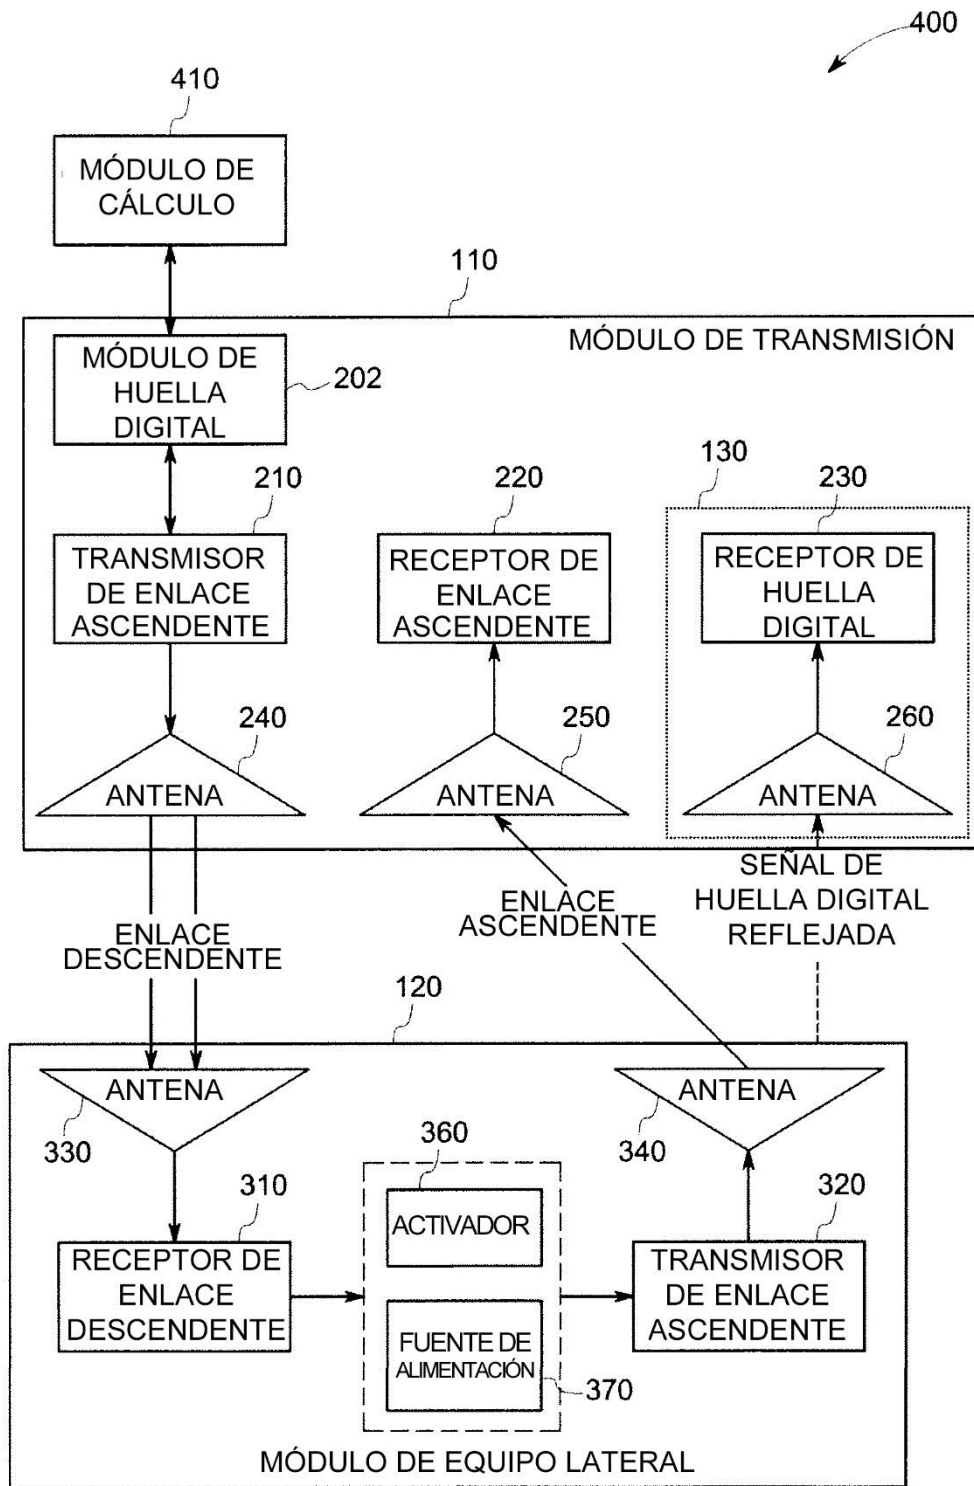 400
410
MÓDULO DE
CÁLCULO
110
MÓDULO DE TRANSMISIÓN
MÓDULO DE
HUELLA
DIGITAL
202
210
TRANSMISOR
DE ENLACE
ASCENDENTE
220
RECEPTOR DE
ENLACE
ASCENDENTE
130
230
RECEPTOR DE
HUELLA
DIGITAL
240
ANTENA
250
ANTENA
260
ANTENA
ENLACE
DESCENDENTE
ENLACE
ASCENDENTE
SEÑAL DE
HUELLA DIGITAL
REFLEJADA
120
ANTENA
330
ANTENA
340
310
RECEPTOR DE
ENLACE
DESCENDENTE
360
ACTIVADOR
FUENTE DE
ALIMENTACIÓN
370
320
TRANSMISOR
DE ENLACE
ASCENDENTE
MÓDULO DE EQUIPO LATERAL